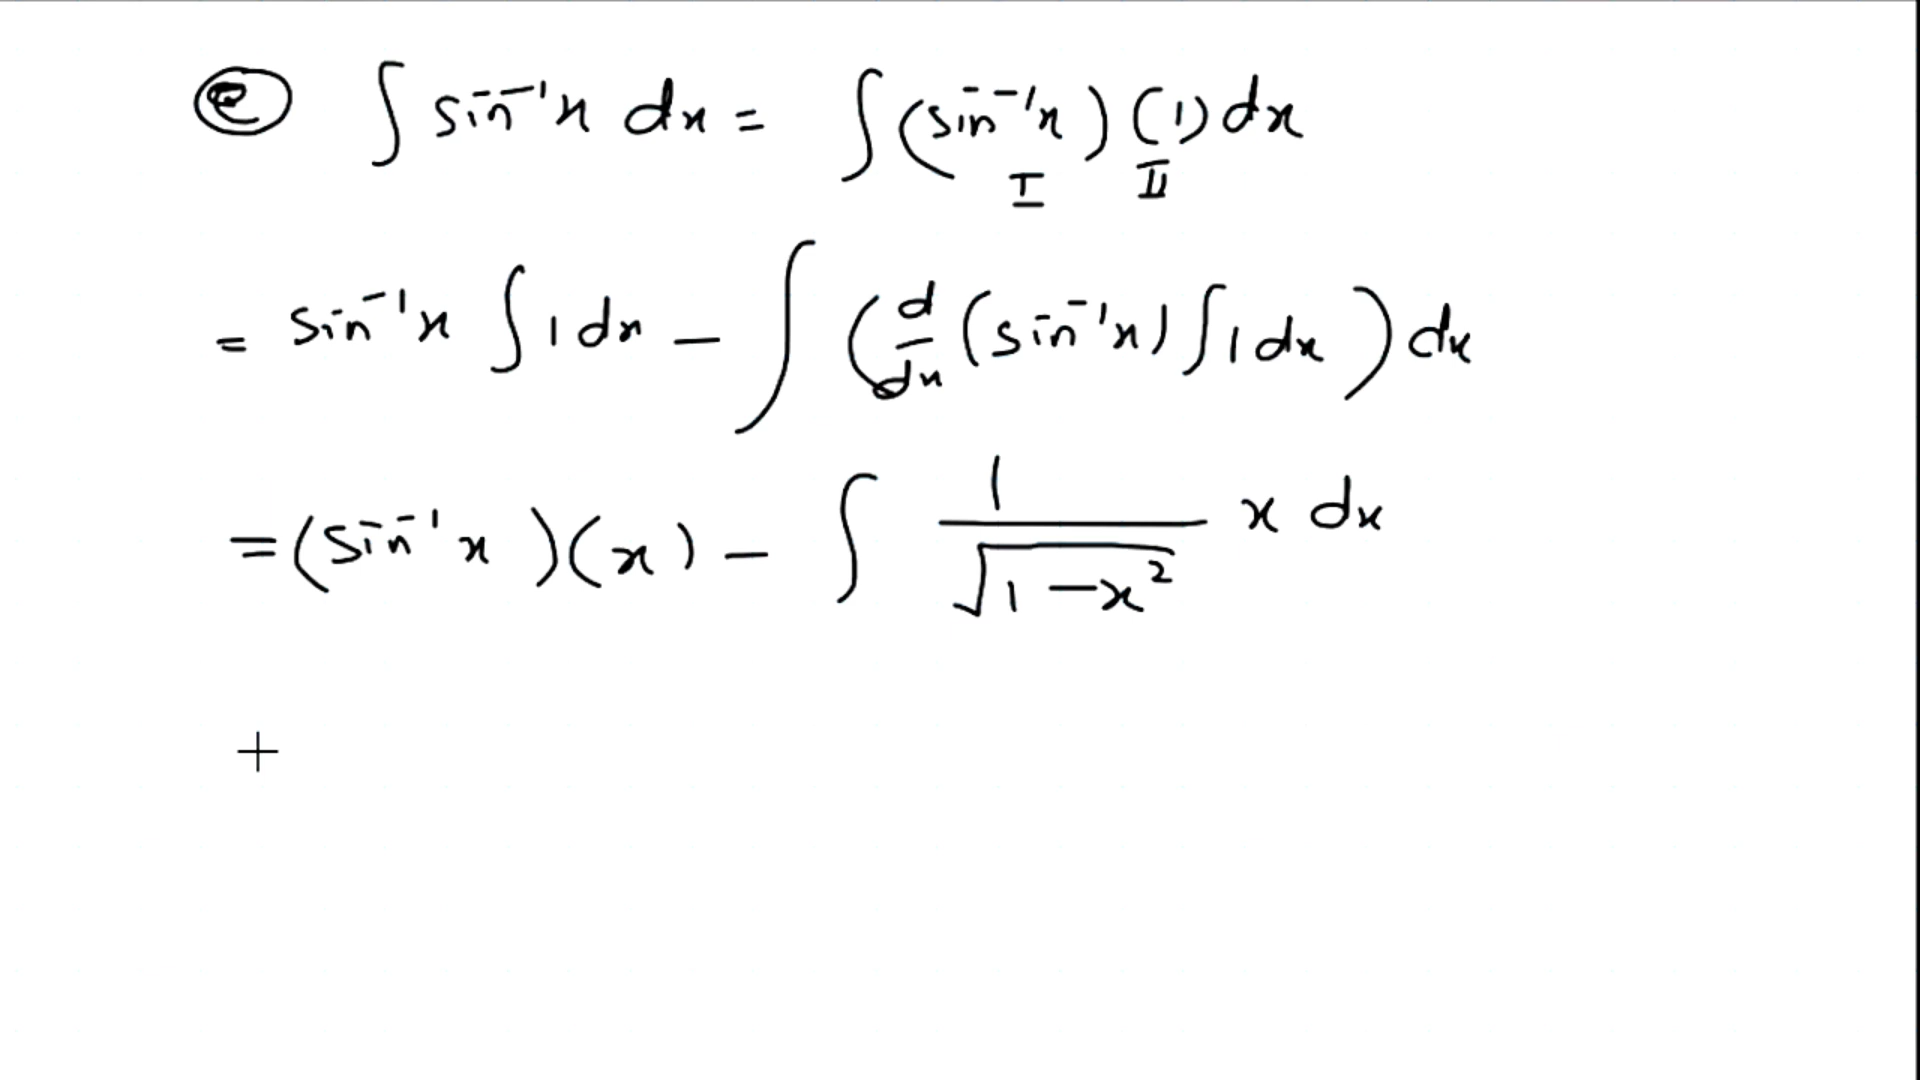 (e) ∫ sin⁻¹x dx = ∫ (sin⁻¹x) (1) dx
I II
= sin⁻¹x ∫ 1 dx − ∫ (d/dx (sin⁻¹x) ∫ 1 dx) dx
= (sin⁻¹x)(x) − ∫ 1/√(1−x²) x dx